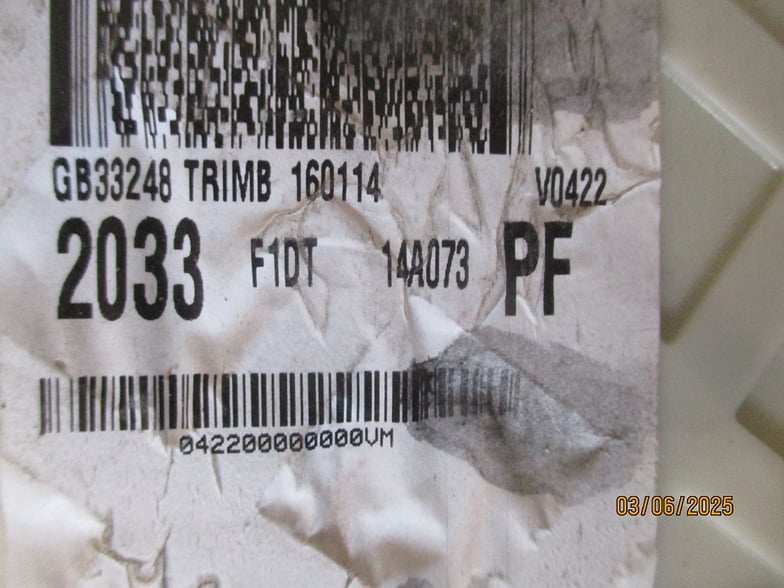 GB33248 TRIMB 160114 V0422
2033 F1DT 14A073 PF
042200000000VM
03/06/2025